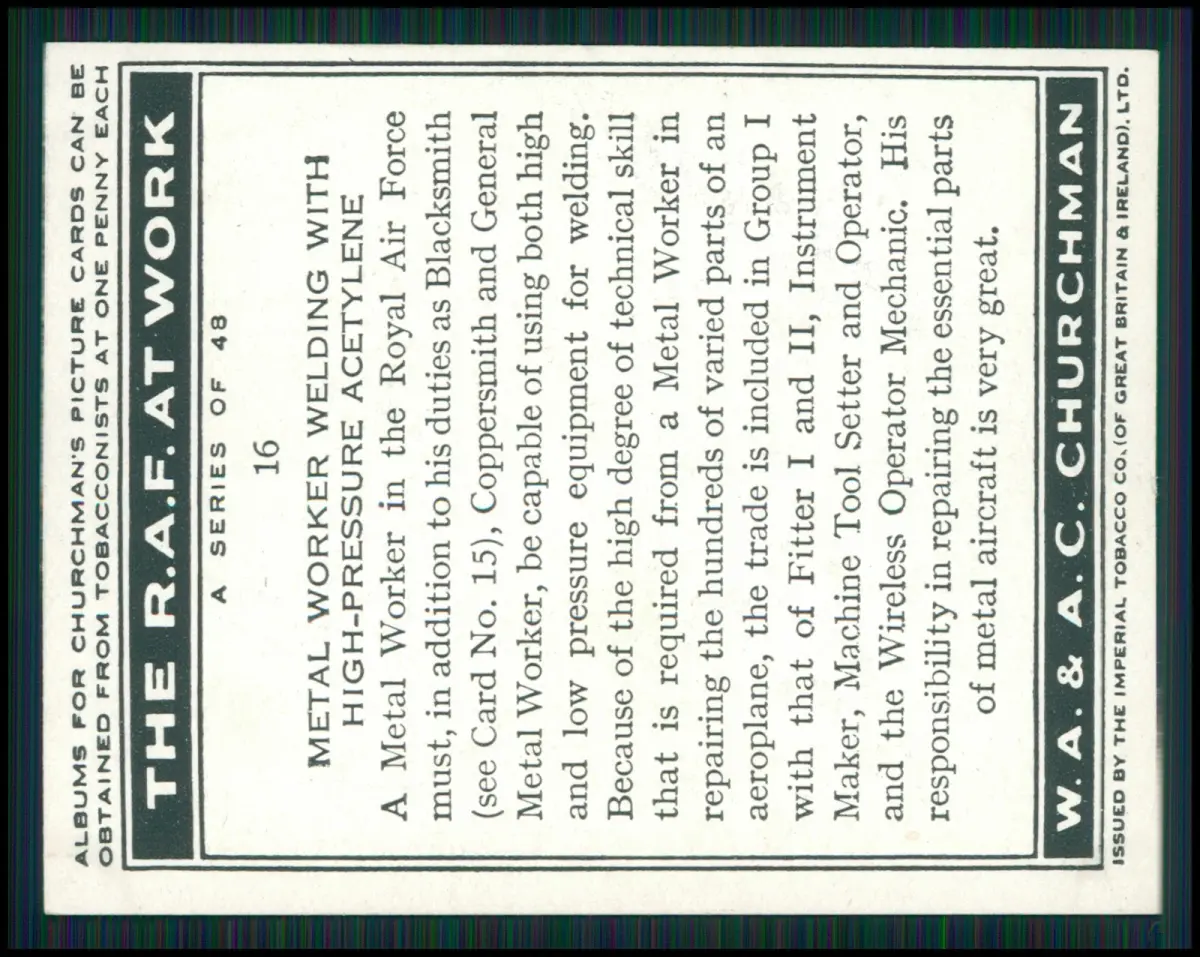 ALBUMS FOR CHURCHMAN'S PICTURE CARDS CAN BE
OBTAINED FROM TOBACCONISTS AT ONE PENNY EACH
THE R.A.F. AT WORK
A SERIES OF 48
16
METAL WORKER WELDING WITH
HIGH-PRESSURE ACETYLENE
A Metal Worker in the Royal Air Force
must, in addition to his duties as Blacksmith
(see Card No. 15), Coppersmith and General
Metal Worker, be capable of using both high
and low pressure equipment for welding.
Because of the high degree of technical skill
that is required from a Metal Worker in
repairing the hundreds of varied parts of an
aeroplane, the trade is included in Group I
with that of Fitter I and II, Instrument
Maker, Machine Tool Setter and Operator,
and the Wireless Operator Mechanic. His
responsibility in repairing the essential parts
of metal aircraft is very great.
W. A. & A. C. CHURCHMAN
ISSUED BY THE IMPERIAL TOBACCO CO. (OF GREAT BRITAIN & IRELAND), LTD.